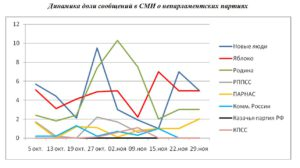 Динамика доли сообщений в СМИ о непарламентских партиях
12
10
8
6
4
2
0
5 окт. 13 окт. 20 окт. 27 окт. 02.ноя 09.ноя 15.ноя 22.ноя 29.ноя
Новые люди
Яблоко
Родина
РППСС
ПАРНАС
Комм. России
Казачья партия РФ
КПСС